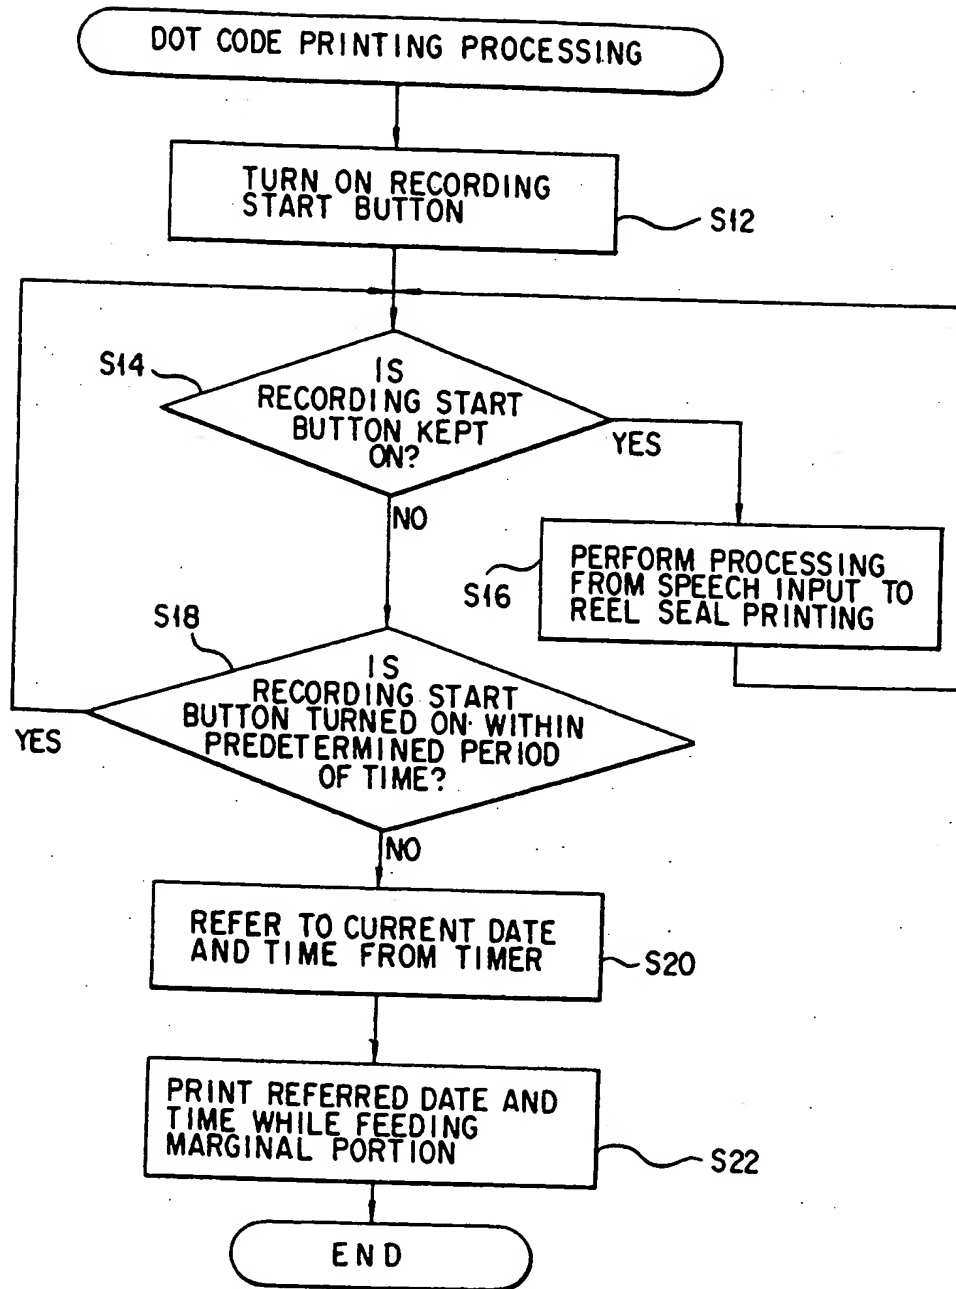 DOT CODE PRINTING PROCESSING
TURN ON RECORDING
START BUTTON
S12
S14
IS
RECORDING START
BUTTON KEPT
ON?
YES
NO
S16
PERFORM PROCESSING
FROM SPEECH INPUT TO
REEL SEAL PRINTING
S18
IS
RECORDING START
BUTTON TURNED ON WITHIN
PREDETERMINED PERIOD
OF TIME?
YES
NO
REFER TO CURRENT DATE
AND TIME FROM TIMER
S20
PRINT REFERRED DATE AND
TIME WHILE FEEDING
MARGINAL PORTION
S22
END